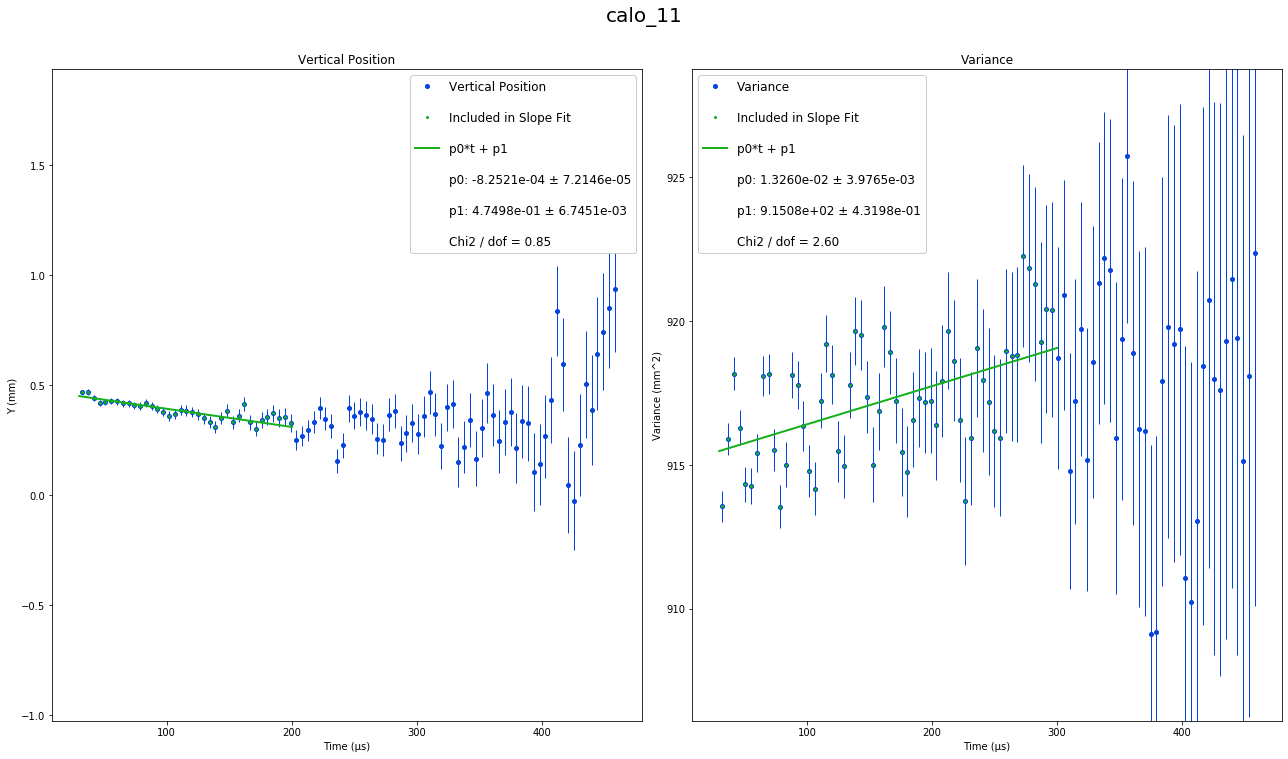 calo_11
Vertical Position
Vertical Position
Included in Slope Fit
p0*t + p1
p0: -8.2521e-04 ± 7.2146e-05
p1: 4.7498e-01 ± 6.7451e-03
Chi2 / dof = 0.85
Y (mm)
1.5
1.0
0.5
0.0
−0.5
−1.0
100 200 300 400
Time (μs)
Variance
Variance
Included in Slope Fit
p0*t + p1
p0: 1.3260e-02 ± 3.9765e-03
p1: 9.1508e+02 ± 4.3198e-01
Chi2 / dof = 2.60
Variance (mm^2)
925
920
915
910
100 200 300 400
Time (μs)